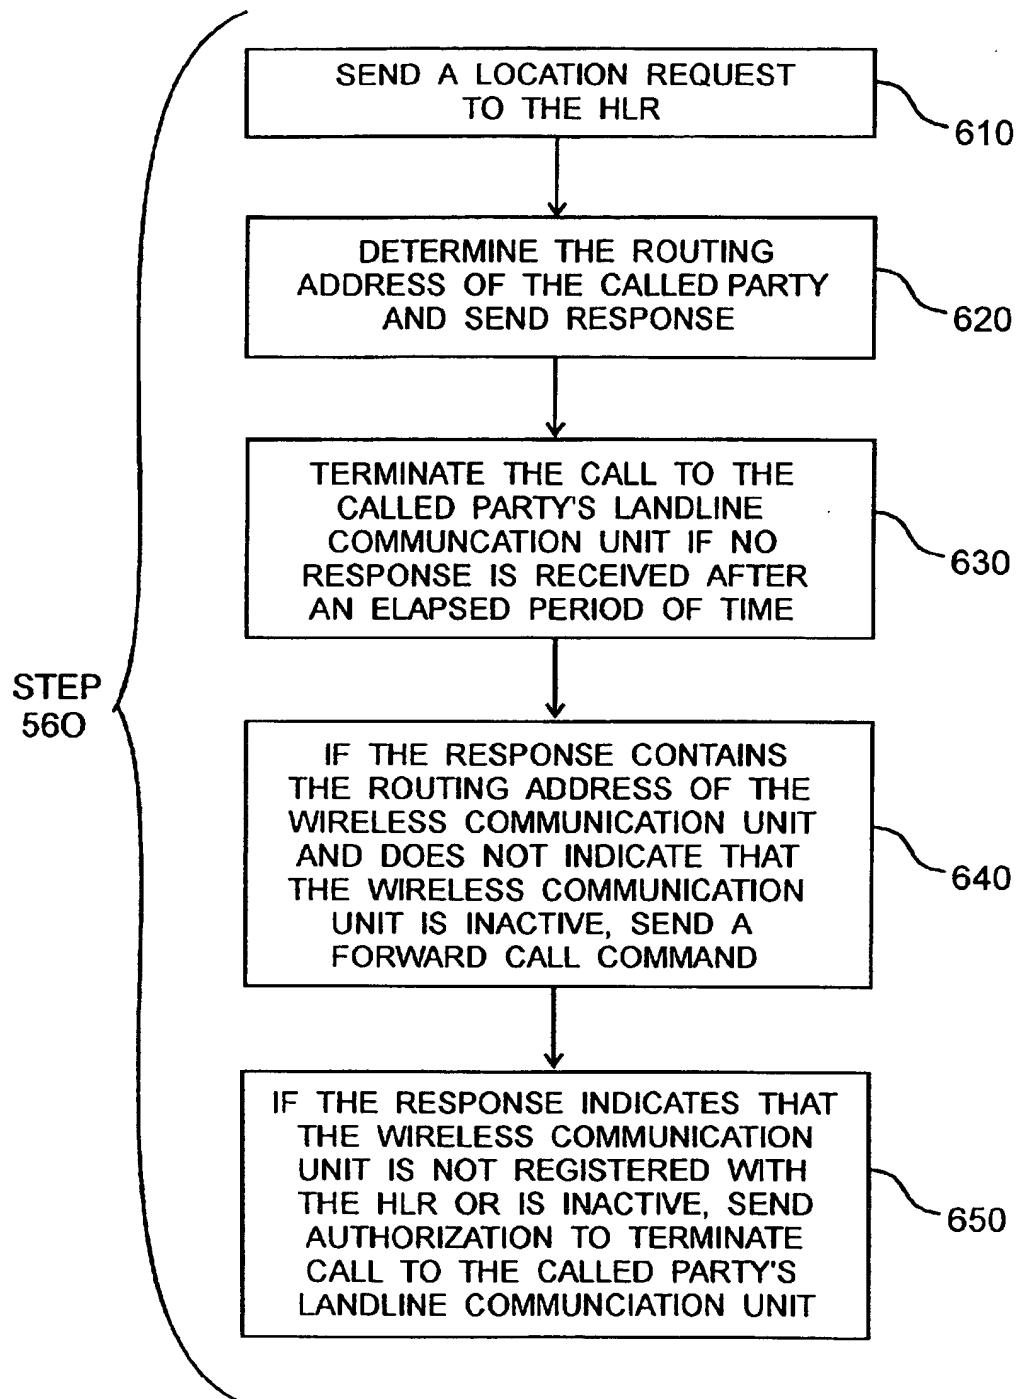 SEND A LOCATION REQUEST
TO THE HLR
610
DETERMINE THE ROUTING
ADDRESS OF THE CALLED PARTY
AND SEND RESPONSE
620
TERMINATE THE CALL TO THE
CALLED PARTY'S LANDLINE
COMMUNCATION UNIT IF NO
RESPONSE IS RECEIVED AFTER
AN ELAPSED PERIOD OF TIME
630
STEP
56O
IF THE RESPONSE CONTAINS
THE ROUTING ADDRESS OF THE
WIRELESS COMMUNICATION UNIT
AND DOES NOT INDICATE THAT
THE WIRELESS COMMUNICATION
UNIT IS INACTIVE, SEND A
FORWARD CALL COMMAND
640
IF THE RESPONSE INDICATES THAT
THE WIRELESS COMMUNICATION
UNIT IS NOT REGISTERED WITH
THE HLR OR IS INACTIVE, SEND
AUTHORIZATION TO TERMINATE
CALL TO THE CALLED PARTY'S
LANDLINE COMMUNCIATION UNIT
650